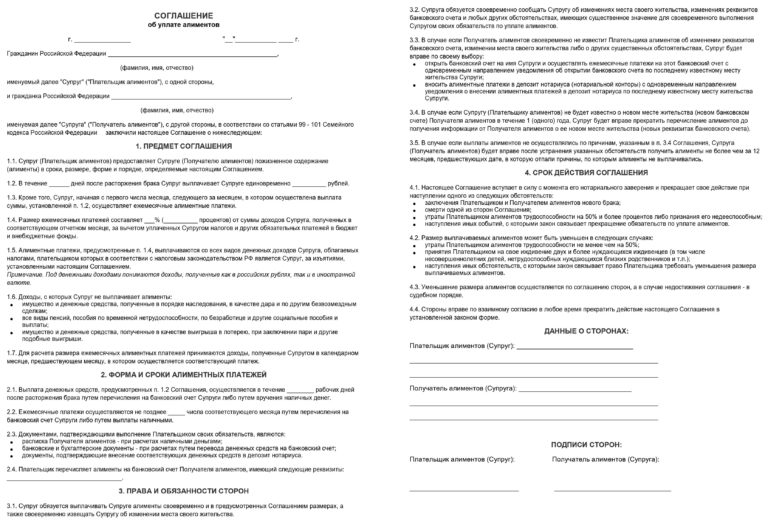 СОГЛАШЕНИЕ
об уплате алиментов
г. ________________ "__"____________ ____ г.
Гражданин Российской Федерации ________________________________________________,
(фамилия, имя, отчество)
именуемый далее "Супруг" ("Плательщик алиментов"), с одной стороны,
и гражданка Российской Федерации ___________________________________________________,
(фамилия, имя, отчество)
именуемая далее "Супруга" ("Получатель алиментов"), с другой стороны, в соответствии со статьями 99 - 101 Семейного
кодекса Российской Федерации заключили настоящее Соглашение о нижеследующем:
1. ПРЕДМЕТ СОГЛАШЕНИЯ
1.1. Супруг (Плательщик алиментов) предоставляет Супруге (Получателю алиментов) пожизненное содержание
(алименты) в сроки, размере, форме и порядке, определяемые настоящим Соглашением.
1.2. В течение ______ дней после расторжения брака Супруг выплачивает Супруге единовременно __________ рублей.
1.3. Кроме того, Супруг, начиная с первого числа месяца, следующего за месяцем, в котором осуществлена выплата
суммы, установленной п. 1.2, осуществляет ежемесячные алиментные платежи.
1.4. Размер ежемесячных платежей составляет ___% (__________ процентов) от суммы доходов Супруга, полученных в
соответствующем отчетном месяце, за вычетом уплаченных Супругом налогов и других обязательных платежей в бюджет
и внебюджетные фонды.
1.5. Алиментные платежи, предусмотренные п. 1.4, выплачиваются со всех видов денежных доходов Супруга, облагаемых
налогами, плательщиком которых в соответствии с налоговым законодательством РФ является Супруг, за изъятиями,
установленными настоящим Соглашением.
Примечание. Под денежными доходами понимаются доходы, полученные как в российских рублях, так и в иностранной
валюте.
1.6. Доходы, с которых Супруг не выплачивает алименты:
● имущество и денежные средства, полученные в порядке наследования, в качестве дара и по другим безвозмездным
сделкам;
● все виды пенсий, пособия по временной нетрудоспособности, по безработице и другие социальные пособия и
выплаты;
● имущество и денежные средства, полученные в качестве выигрыша в лотерею, при заключении пари и другие
подобные выигрыши.
1.7. Для расчета размера ежемесячных алиментных платежей принимаются доходы, полученные Супругом в календарном
месяце, предшествующем месяцу, в котором осуществляется соответствующий платеж.
2. ФОРМА И СРОКИ АЛИМЕНТНЫХ ПЛАТЕЖЕЙ
2.1. Выплата денежных средств, предусмотренных п. 1.2 Соглашения, осуществляется в течение ________ рабочих дней
после расторжения брака путем перечисления на банковский счет Супруги либо путем вручения наличных денег.
2.2. Ежемесячные платежи осуществляются не позднее _____ числа соответствующего месяца путем перечисления на
банковский счет Супруги либо путем выплаты наличными.
2.3. Документами, подтверждающими выполнение Плательщиком своих обязательств, являются:
● расписка Получателя алиментов - при расчетах наличными деньгами;
● банковские и бухгалтерские документы - при расчетах путем перевода денежных средств на банковский счет;
● документы, подтверждающие внесение соответствующих денежных средств в депозит нотариуса.
2.4. Плательщик перечисляет алименты на банковский счет Получателя алиментов, имеющий следующие реквизиты:
________________________________.
3. ПРАВА И ОБЯЗАННОСТИ СТОРОН
3.1. Супруг обязуется выплачивать Супруге алименты своевременно и в предусмотренных Соглашением размерах, а
также своевременно извещать Супругу об изменении места своего жительства.
3.2. Супруга обязуется своевременно сообщать Супругу об изменениях места своего жительства, изменениях реквизитов
банковского счета и любых других обстоятельствах, имеющих существенное значение для своевременного выполнения
Супругом своих обязательств по уплате алиментов.
3.3. В случае если Получатель алиментов своевременно не известит Плательщика алиментов об изменении реквизитов
банковского счета, изменении места своего жительства либо о других существенных обстоятельствах, Супруг будет
вправе по своему выбору:
● открыть банковский счет на имя Супруги и осуществлять ежемесячные платежи на этот банковский счет с
одновременным направлением уведомления об открытии банковского счета по последнему известному месту
жительства Супруги;
● вносить алиментные платежи в депозит нотариуса (нотариальной конторы) с одновременным направлением
уведомления о внесении алиментных платежей в депозит нотариуса по последнему известному месту жительства
Супруги.
3.4. В случае если Супругу (Плательщику алиментов) не будет известно о новом месте жительства (новом банковском
счете) Получателя алиментов в течение 1 (одного) года, Супруг будет вправе прекратить перечисление алиментов до
получения информации от Получателя алиментов о ее новом месте жительства (новых реквизитах банковского счета).
3.5. В случае если выплаты алиментов не осуществлялись по причинам, указанным в п. 3.4 Соглашения, Супруга
(Получатель алиментов) будет вправе после устранения указанных обстоятельств получить алименты не более чем за 12
месяцев, предшествующих дате, в которую отпали причины, по которым алименты не выплачивались.
4. СРОК ДЕЙСТВИЯ СОГЛАШЕНИЯ
4.1. Настоящее Соглашение вступает в силу с момента его нотариального заверения и прекращает свое действие при
наступлении одного из следующих обстоятельств:
● заключения Плательщиком и Получателем алиментов нового брака;
● смерти одной из сторон Соглашения;
● утраты Плательщиком алиментов трудоспособности на 50% и более процентов либо признания его недееспособным;
● наступления иных событий, с которыми закон связывает прекращение обязательств по уплате алиментов.
4.2. Размер выплачиваемых алиментов может быть уменьшен в следующих случаях:
● утраты Плательщиком алиментов трудоспособности не менее чем на 50%;
● принятия Плательщиком на свое иждивение двух и более нуждающихся иждивенцев (в том числе
несовершеннолетних детей, нетрудоспособных нуждающихся близких родственников и т.п.);
● наступления иных обстоятельств, с которыми закон связывает право Плательщика требовать уменьшения размера
выплачиваемых алиментов.
4.3. Уменьшение размера алиментов осуществляется по соглашению сторон, а в случае недостижения соглашения - в
судебном порядке.
4.4. Стороны вправе по взаимному согласию в любое время прекратить действие настоящего Соглашения в
установленной законом форме.
ДАННЫЕ О СТОРОНАХ:
Плательщик алиментов (Супруг): ________________________________
Получатель алиментов (Супруга): _______________________________
ПОДПИСИ СТОРОН:
Плательщик алиментов (Супруг): Получатель алиментов (Супруга):